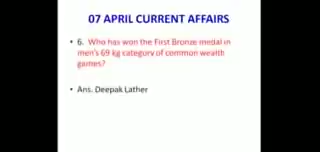 07 APRIL CURRENT AFFAIRS
• 6. Who has won the First Bronze medal in
men's 69 kg category of common wealth
games?
• Ans. Deepak Lather